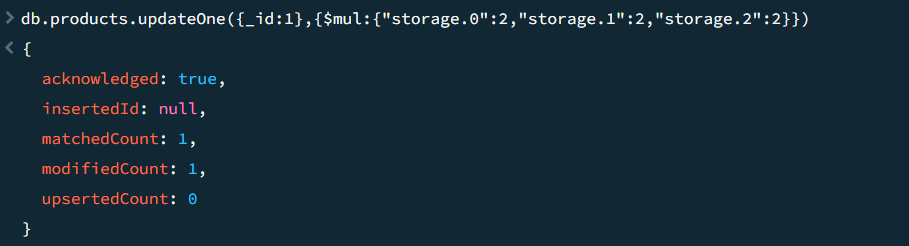 > db.products.updateOne({_id:1},{$mul:{"storage.0":2,"storage.1":2,"storage.2":2}})
< {
acknowledged: true,
insertedId: null,
matchedCount: 1,
modifiedCount: 1,
upsertedCount: 0
}